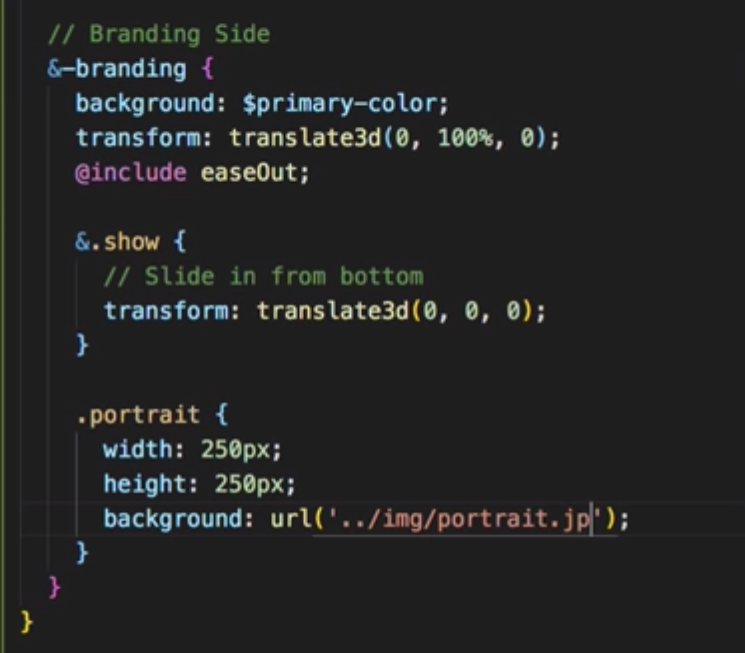 // Branding Side
&-branding {
background: $primary-color;
transform: translate3d(0, 100%, 0);
@include easeOut;
&.show {
// Slide in from bottom
transform: translate3d(0, 0, 0);
}
.portrait {
width: 250px;
height: 250px;
background: url('../img/portrait.jp');
}
}
}